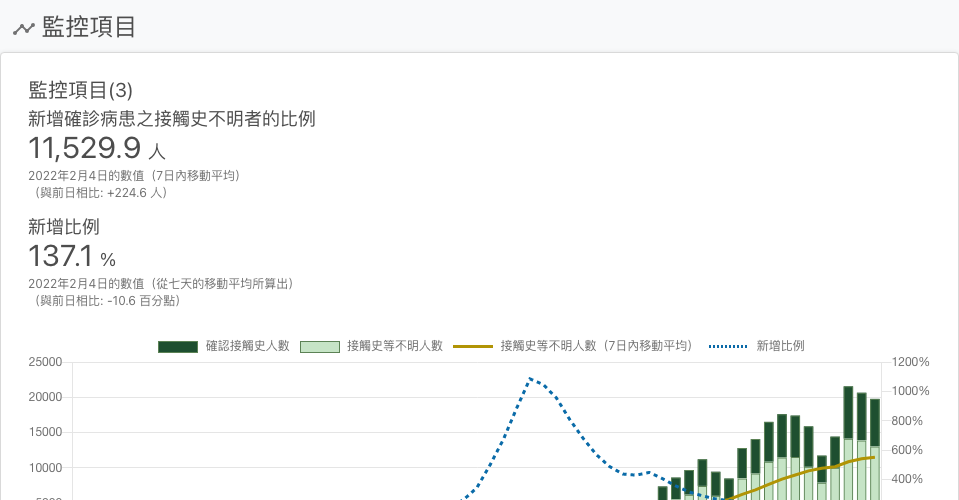 監控項目
監控項目(3)
新增確診病患之接觸史不明者的比例
11,529.9 人
2022年2月4日的數值（7日內移動平均）
（與前日相比: +224.6 人）
新增比例
137.1 %
2022年2月4日的數值（從七天的移動平均所算出）
（與前日相比: -10.6 百分點）
確認接觸史人數 接觸史等不明人數 接觸史等不明人數（7日內移動平均） 新增比例
25000 1200%
20000 1000%
15000 800%
10000 600%
400%